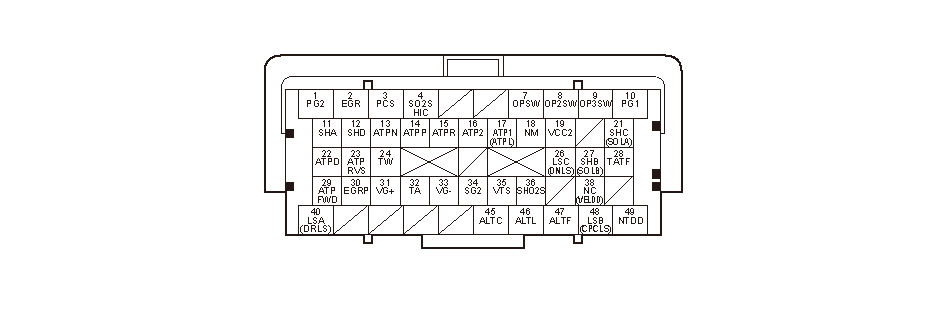 1 2 3 4 7 8 9 10
PG2 EGR PCS SO2S OPSW OP2SW OP3SW PG1
HIC
11 12 13 14 15 16 17 18 19 21
SHA SHD ATPN ATPP ATPR ATP2 ATP1 NM VCC2 SHC
(ATPL) (SOLA)
22 23 24 26 27 28
ATPD ATP TW LSC SHB TATF
RVS (DNLS) (SOLB)
29 30 31 32 33 34 35 36 38
ATP EGRP VG+ TA VG- SG2 VTS SHO2S NC
FWD (VELDD)
40 45 46 47 48 49
LSA ALTC ALTL ALTF LSB NTDD
(DRLS) (CPCLS)